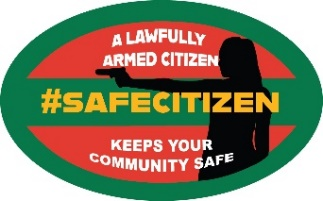 A LAWFULLY
ARMED CITIZEN
#SAFECITIZEN
KEEPS YOUR
COMMUNITY SAFE